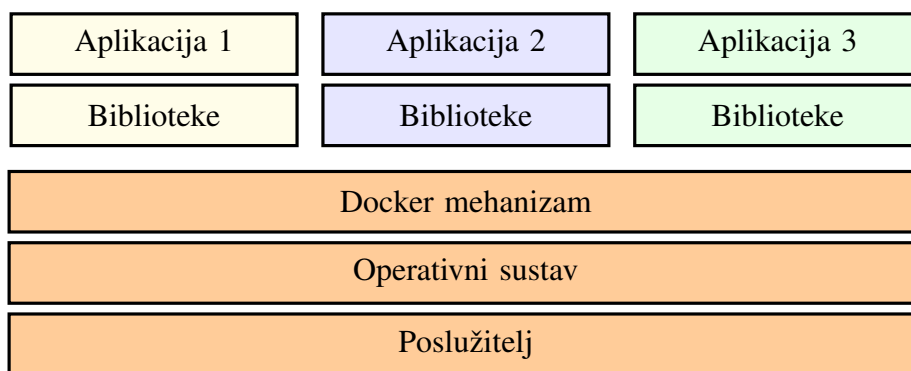 Aplikacija 1 Aplikacija 2 Aplikacija 3
Biblioteke Biblioteke Biblioteke
Docker mehanizam
Operativni sustav
Poslužitelj